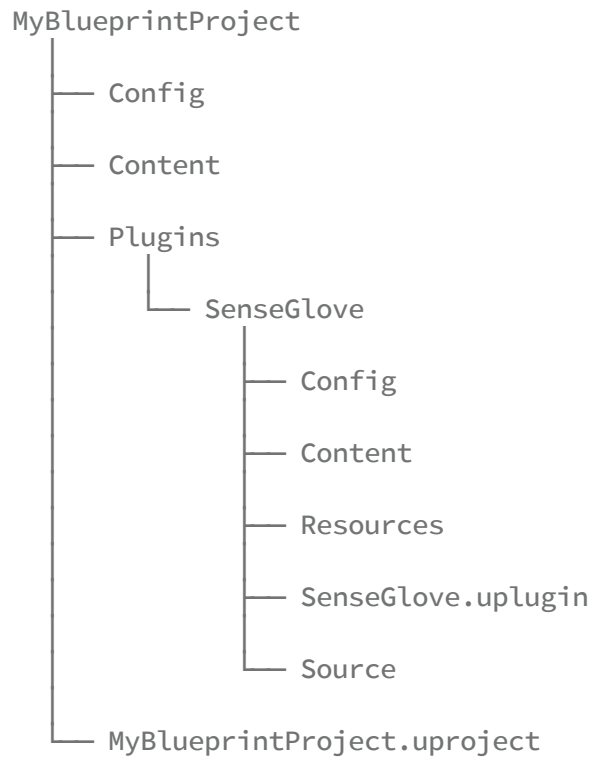 MyBlueprintProject
Config
Content
Plugins
SenseGlove
Config
Content
Resources
SenseGlove.uplugin
Source
MyBlueprintProject.uproject